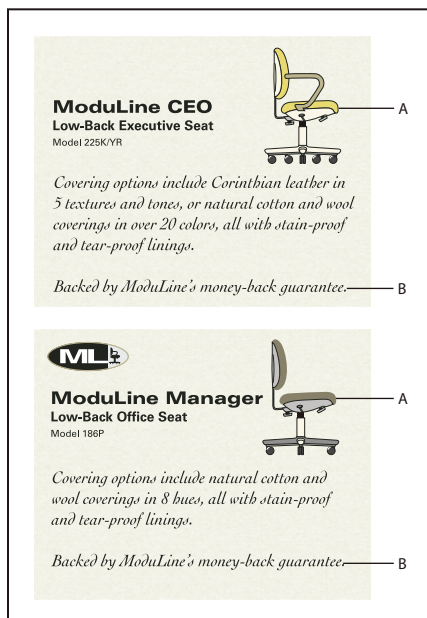 ModuLine CEO
Low-Back Executive Seat
Model 225K/YR
A
Covering options include Corinthian leather in
5 textures and tones, or natural cotton and wool
coverings in over 20 colors, all with stain-proof
and tear-proof linings.
Backed by ModuLine's money-back guarantee.
B
ML
ModuLine Manager
A
Low-Back Office Seat
Model 186P
Covering options include natural cotton and
wool coverings in 8 hues, all with stain-proof
and tear-proof linings.
Backed by ModuLine's money-back guarantee.
B